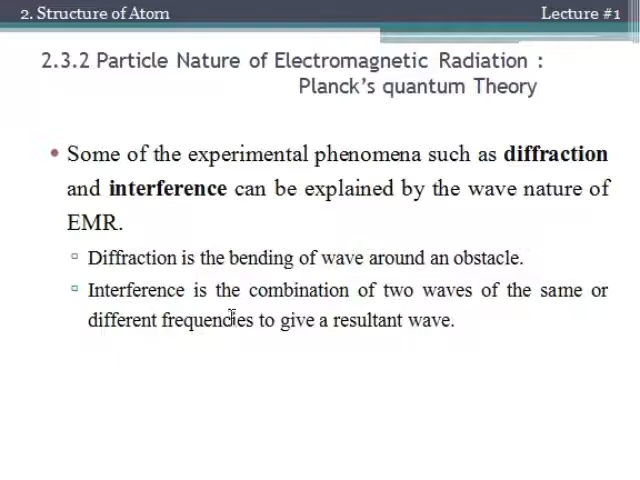 2. Structure of Atom
Lecture #1
2.3.2 Particle Nature of Electromagnetic Radiation :
Planck's quantum Theory
• Some of the experimental phenomena such as diffraction
and interference can be explained by the wave nature of
EMR.
▫ Diffraction is the bending of wave around an obstacle.
▫ Interference is the combination of two waves of the same or
different frequencies to give a resultant wave.